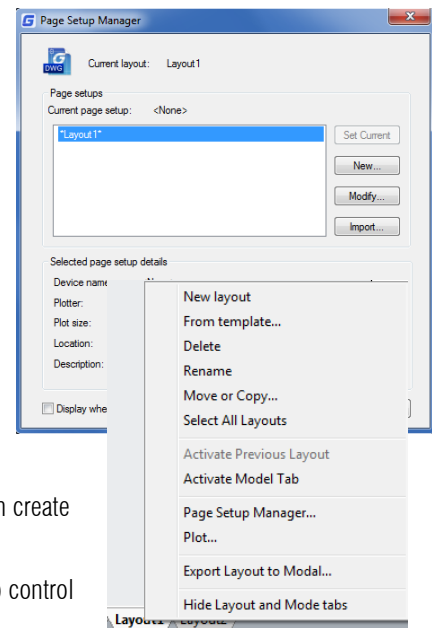 Page Setup Manager
DWG
Current layout: Layout1
Page setups
Current page setup: <None>
*Layout1*
Set Current
New...
Modify...
Import...
Selected page setup details
Device name
Plotter:
Plot size:
Location:
Description:
Display whe
New layout
From template...
Delete
Rename
Move or Copy...
Select All Layouts
Activate Previous Layout
Activate Model Tab
Page Setup Manager...
Plot...
Export Layout to Modal...
Hide Layout and Mode tabs
create
control
Layout1